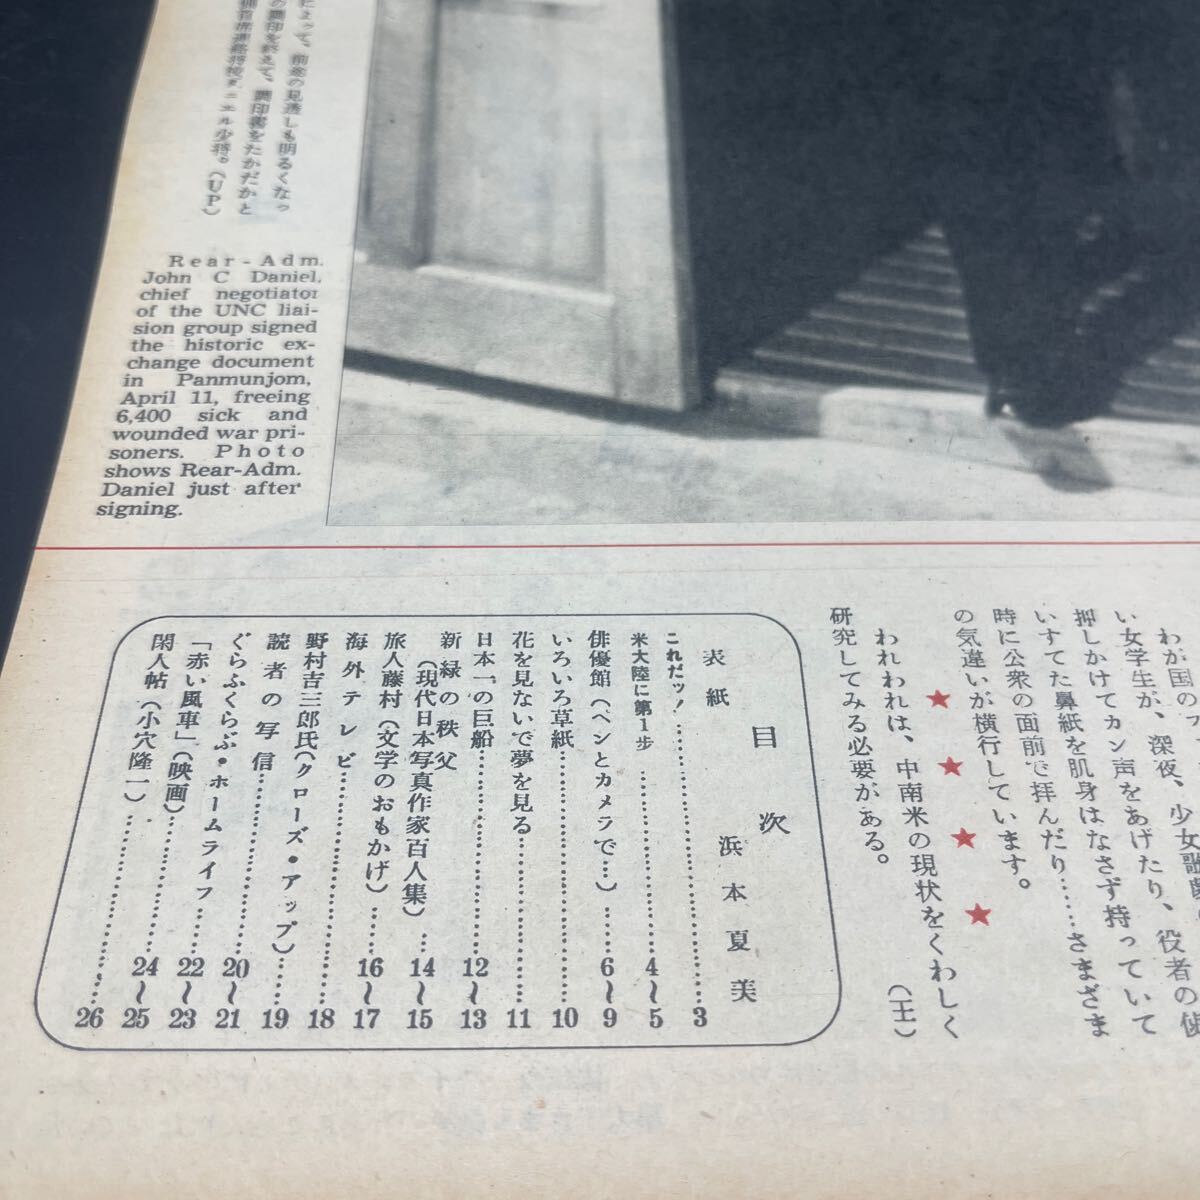 によって、前途の見透しも明るくなっ
の調印を終えて、調印書をたかだかと
ニエル少将。(UP)
Rear-Adm.
John C Daniel,
chief negotiator
of the UNC liai-
sion group signed
the historic ex-
change document
in Panmunjom,
April 11, freeing
6,400 sick and
wounded war pri-
soners. Photo
shows Rear-Adm.
Daniel just after
signing.
わが国の
い女学生が、深夜、少女歌劇
押しかけてカン声をあげたり、役者の使
いすてた鼻紙を肌身はなさず持っていて
時に公衆の面前で拝んだり……さまざま
の気違いが横行しています。
★ ★ ★ ★
われわれは、中南米の現状をくわしく
研究してみる必要がある。 (王)
目次
表紙 浜本夏美
これだッ!……3
米大陸に第1歩……4〜5
俳優館(ペンとカメラで…)……6〜9
いろいろ草紙……10
花を見ないで夢を見る……11
日本一の巨船……12〜13
新緑の秩父
(現代日本写真作家百人集)…14〜15
旅人藤村(文学のおもかげ)…16〜17
海外テレビ……18
野村吉三郎氏(クローズ・アップ)……19
読者の写信……20〜21
ぐらふくらぶ・ホームライフ……22〜23
「赤い風車」(映画)……24〜25
閑人帖(小穴隆一)……26